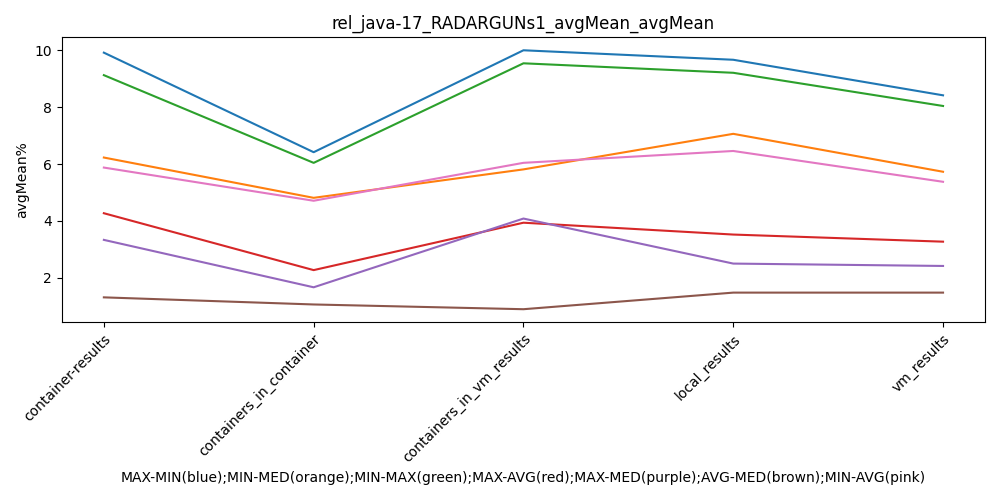 rel_java-17_RADARGUNs1_avgMean_avgMean
10
8
6
4
2
avgMean%
container-results
containers_in_container
containers_in_vm_results
local_results
vm_results
MAX-MIN(blue);MIN-MED(orange);MIN-MAX(green);MAX-AVG(red);MAX-MED(purple);AVG-MED(brown);MIN-AVG(pink)